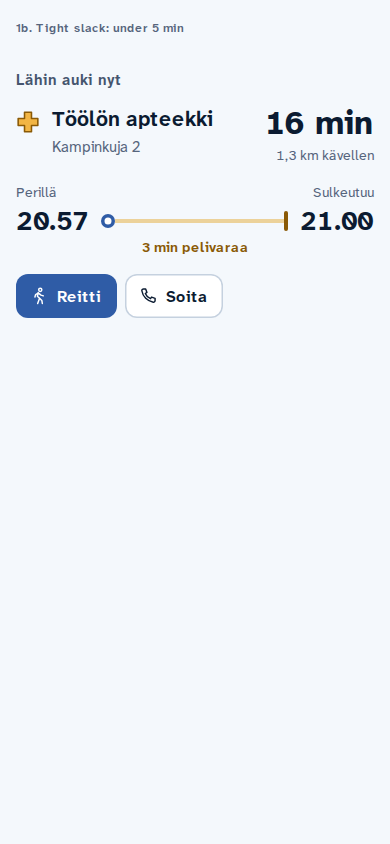 1b. Tight slack: under 5 min
Lähin auki nyt
Töölön apteekki
16 min
Kampinkuja 2
1,3 km kävellen
Perillä
Sulkeutuu
20.57
21.00
3 min pelivaraa
Reitti
Soita